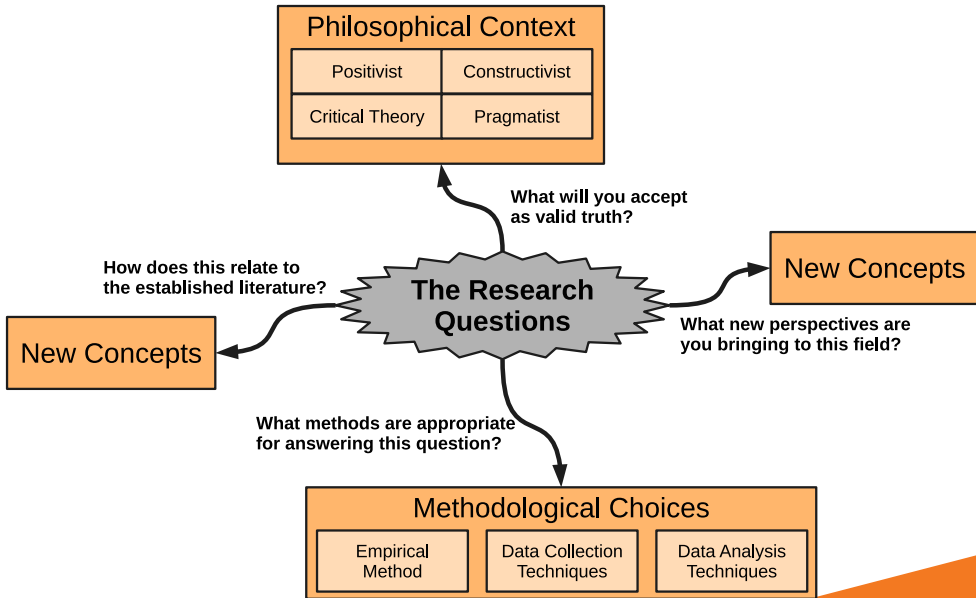 Philosophical Context
Positivist
Constructivist
Critical Theory
Pragmatist
What will you accept
as valid truth?
How does this relate to
the established literature?
The Research
Questions
New Concepts
New Concepts
What new perspectives are
you bringing to this field?
What methods are appropriate
for answering this question?
Methodological Choices
Empirical
Method
Data Collection
Techniques
Data Analysis
Techniques